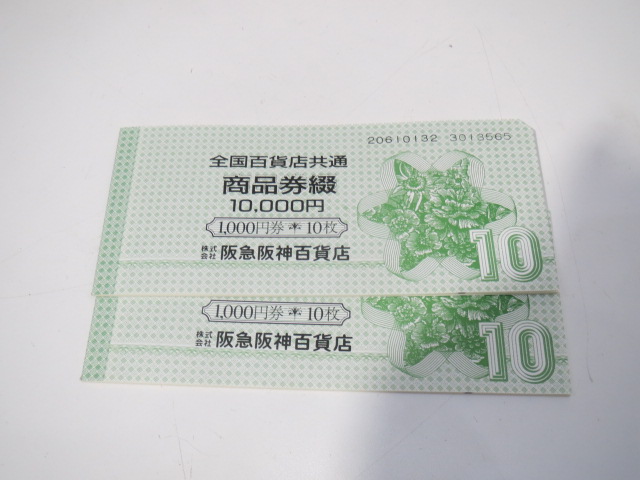 20610132 3013565
全国百貨店共通
商品券綴
10,000円
1,000円券*10枚
株式会社 阪急阪神百貨店
10
1,000円券*10枚
株式会社 阪急阪神百貨店
10